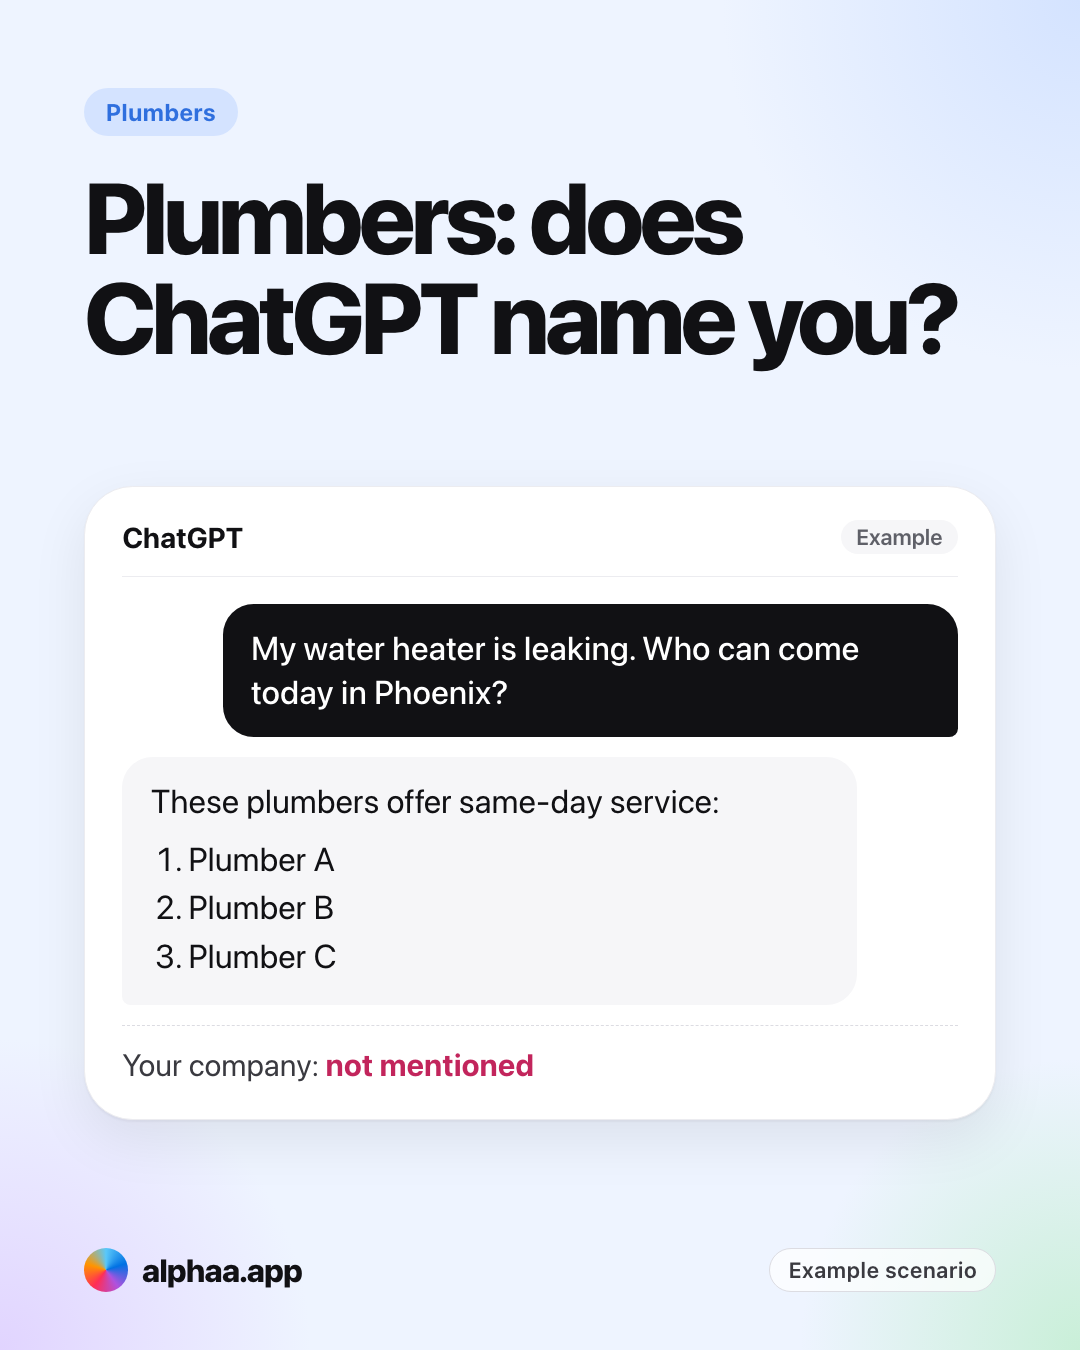 Plumbers
Plumbers: does
ChatGPT name you?
ChatGPT
Example
My water heater is leaking. Who can come
today in Phoenix?
These plumbers offer same-day service:
1. Plumber A
2. Plumber B
3. Plumber C
Your company: not mentioned
alphaa.app
Example scenario